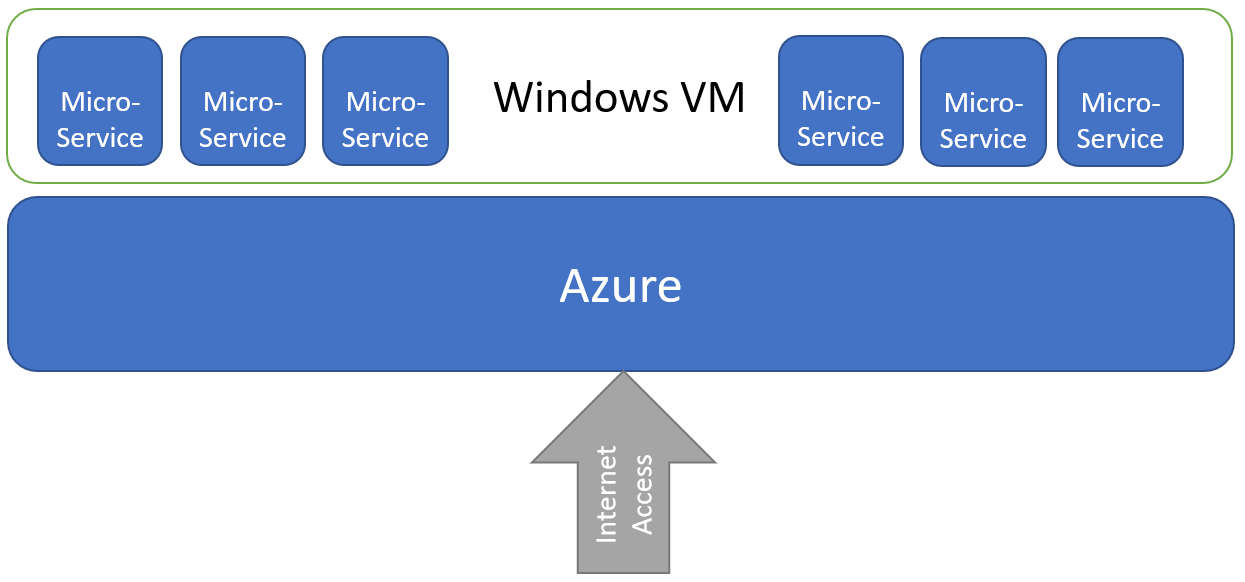 Micro-
Service
Micro-
Service
Micro-
Service
Windows VM
Micro-
Service
Micro-
Service
Micro-
Service
Azure
Internet
Access